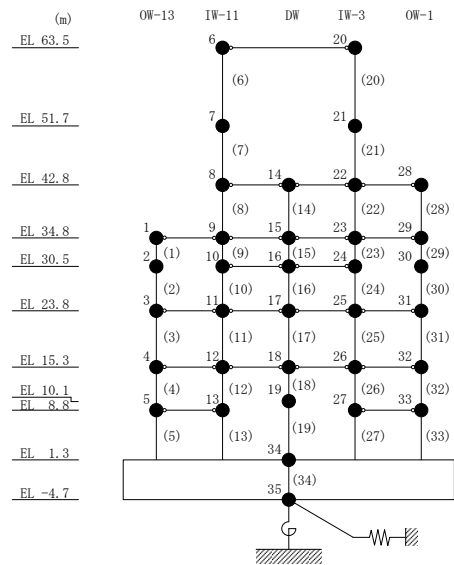 (m) OW-13 IW-11 DW IW-3 OW-1
EL 63.5 6 20
(6) (20)
EL 51.7 7 21
(7) (21)
EL 42.8 8 14 22 28
(8) (14) (22) (28)
EL 34.8 1 9 15 23 29
(1) (9) (15) (23) (29)
EL 30.5 2 10 16 24 30
(2) (10) (16) (24) (30)
EL 23.8 3 11 17 25 31
(3) (11) (17) (25) (31)
EL 15.3 4 12 18 26 32
(4) (12) (18) (26) (32)
EL 10.1 19
EL 8.8 5 13 27 33
(5) (13) (19) (27) (33)
EL 1.3 34
(34)
EL -4.7 35